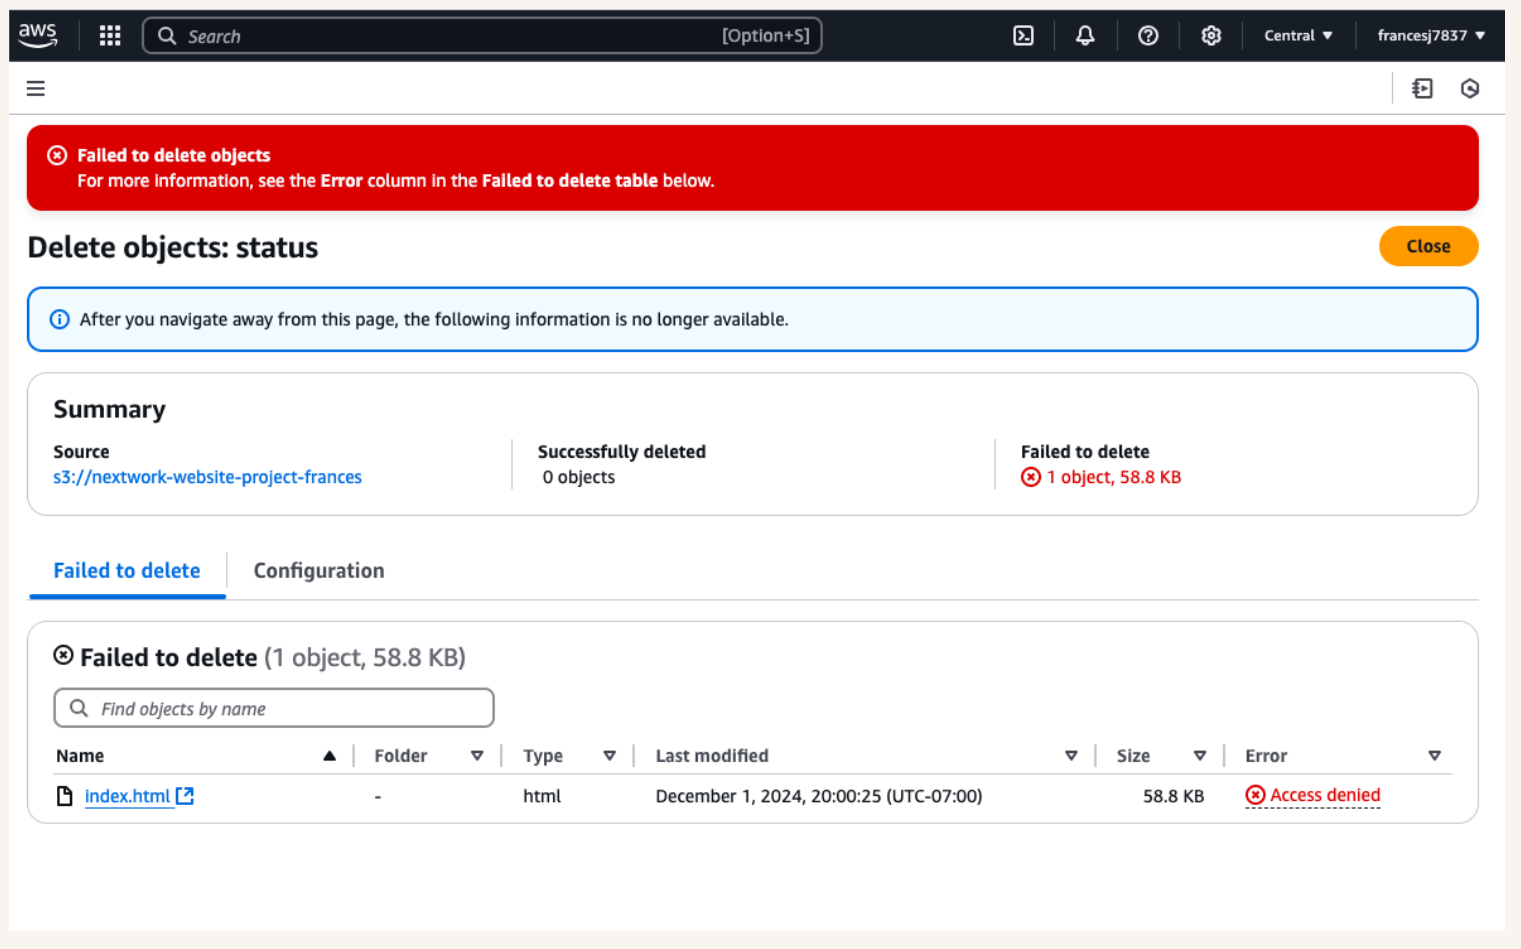 aws
Search
[Option+S]
Central
francesj7837
Failed to delete objects
For more information, see the Error column in the Failed to delete table below.
Delete objects: status
Close
After you navigate away from this page, the following information is no longer available.
Summary
Source
s3://nextwork-website-project-frances
Successfully deleted
0 objects
Failed to delete
1 object, 58.8 KB
Failed to delete
Configuration
Failed to delete (1 object, 58.8 KB)
Find objects by name
Name Folder Type Last modified Size Error
index.html - html December 1, 2024, 20:00:25 (UTC-07:00) 58.8 KB Access denied